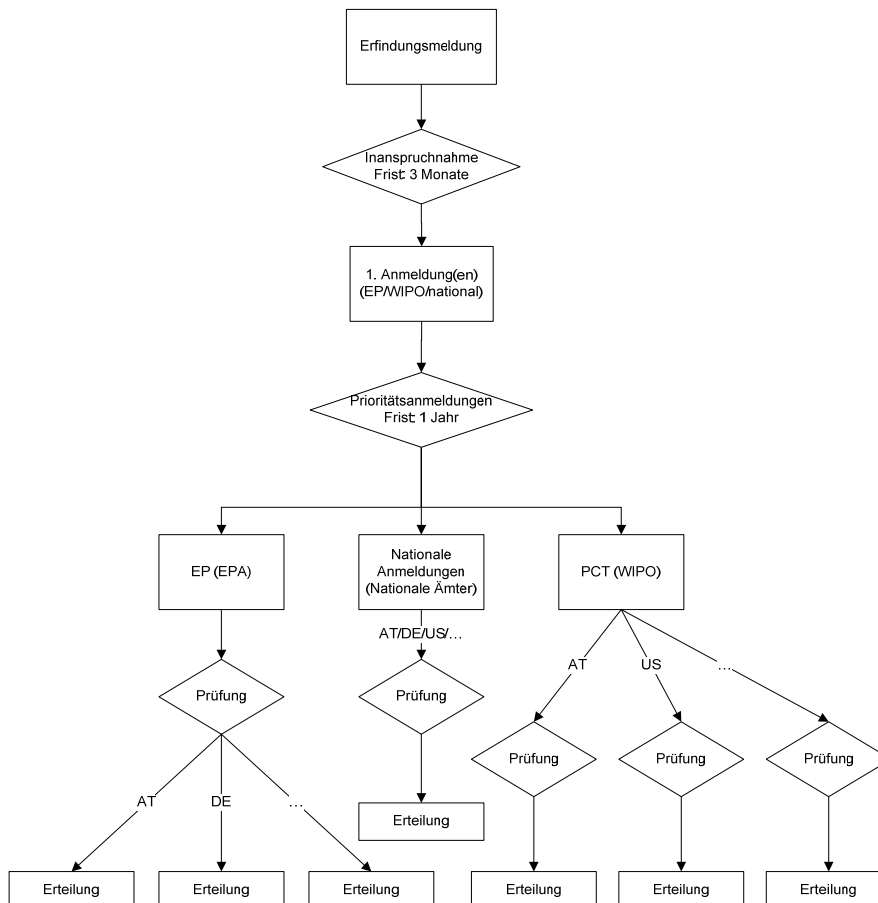 Erfindungsmeldung
Inanspruchnahme
Frist: 3 Monate
1. Anmeldung(en)
(EP/WIPO/national)
Prioritätsanmeldungen
Frist: 1 Jahr
EP (EPA)
Nationale
Anmeldungen
(Nationale Ämter)
PCT (WIPO)
AT/DE/US/…
AT
US
…
Prüfung
Prüfung
Prüfung
Prüfung
Prüfung
AT
DE
…
Erteilung
Erteilung
Erteilung
Erteilung
Erteilung
Erteilung
Erteilung